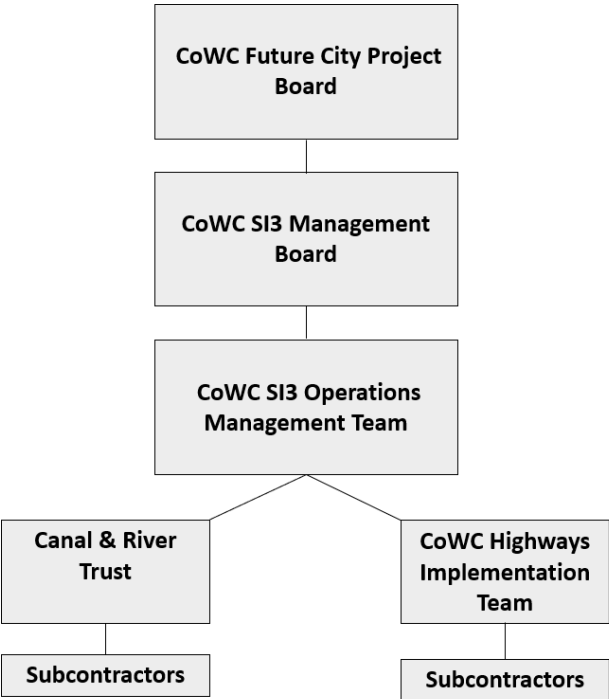 CoWC Future City Project
Board
CoWC SI3 Management
Board
CoWC SI3 Operations
Management Team
Canal & River
Trust
CoWC Highways
Implementation
Team
Subcontractors
Subcontractors